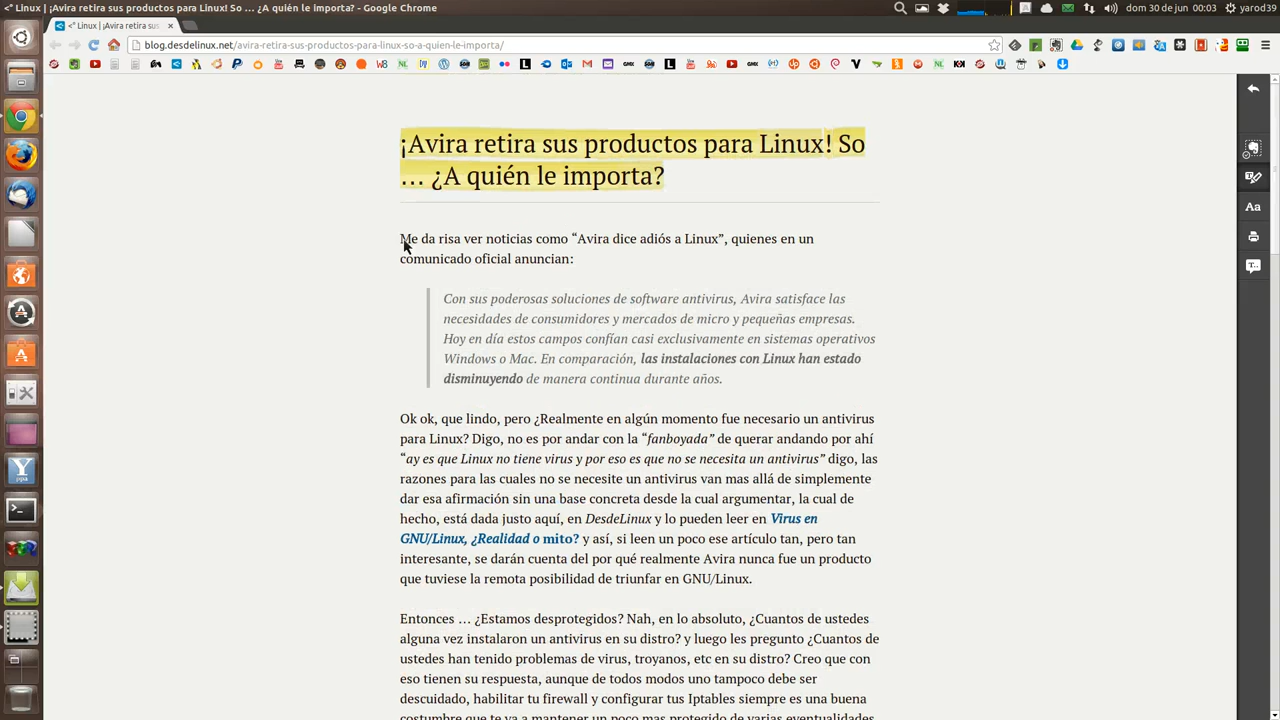 <" Linux | ¡Avira retira sus productos para Linux! So ... ¿A quién le Importa? - Google Chrome
dom 30 de jun 00:03 yarod39
<" Linux | ¡Avira retira sus
blog.desdelinux.net/avira-retira-sus-productos-para-linux-so-a-quien-le-importa/
¡Avira retira sus productos para Linux! So
… ¿A quién le importa?
Me da risa ver noticias como “Avira dice adiós a Linux”, quienes en un
comunicado oficial anuncian:
Con sus poderosas soluciones de software antivirus, Avira satisface las
necesidades de consumidores y mercados de micro y pequeñas empresas.
Hoy en día estos campos confían casi exclusivamente en sistemas operativos
Windows o Mac. En comparación, las instalaciones con Linux han estado
disminuyendo de manera continua durante años.
Ok ok, que lindo, pero ¿Realmente en algún momento fue necesario un antivirus
para Linux? Digo, no es por andar con la “fanboyada” de querar andando por ahí
“ay es que Linux no tiene virus y por eso es que no se necesita un antivirus” digo, las
razones para las cuales no se necesite un antivirus van mas allá de simplemente
dar esa afirmación sin una base concreta desde la cual argumentar, la cual de
hecho, está dada justo aquí, en DesdeLinux y lo pueden leer en Virus en
GNU/Linux, ¿Realidad o mito? y así, si leen un poco ese artículo tan, pero tan
interesante, se darán cuenta del por qué realmente Avira nunca fue un producto
que tuviese la remota posibilidad de triunfar en GNU/Linux.
Entonces … ¿Estamos desprotegidos? Nah, en lo absoluto, ¿Cuantos de ustedes
alguna vez instalaron un antivirus en su distro? y luego les pregunto ¿Cuantos de
ustedes han tenido problemas de virus, troyanos, etc en su distro? Creo que con
eso tienen su respuesta, aunque de todos modos uno tampoco debe ser
descuidado, habilitar tu firewall y configurar tus Iptables siempre es una buena
costumbre que te va a mantener un poco mas protegido de varias eventualidades
Aa